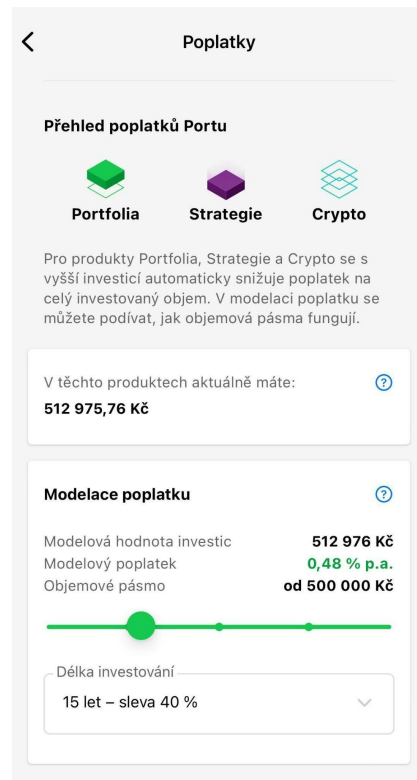 Poplatky
Přehled poplatků Portu
Portfolia Strategie Crypto
Pro produkty Portfolia, Strategie a Crypto se s
vyšší investicí automaticky snižuje poplatek na
celý investovaný objem. V modelaci poplatku se
můžete podívat, jak objemová pásma fungují.
V těchto produktech aktuálně máte: ?
512 975,76 Kč
Modelace poplatku ?
Modelová hodnota investic 512 976 Kč
Modelový poplatek 0,48 % p.a.
Objemové pásmo od 500 000 Kč
Délka investování
15 let – sleva 40 %